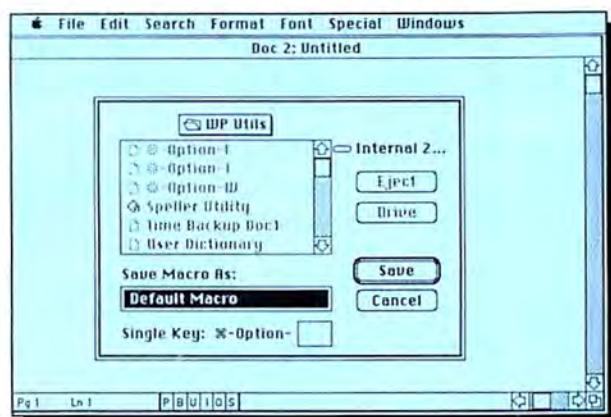 File Edit Search Format Font Special Windows
Doc 2: Untitled
WP Utils
-Option-I
-Option-W
Speller Utility
Time Backup Doc1
User Dictionary
Internal 2...
Eject
Drive
Save Macro As:
Default Macro
Save
Cancel
Single Key: ⌘-Option-
Pg 1 Ln 1 P B U I O S